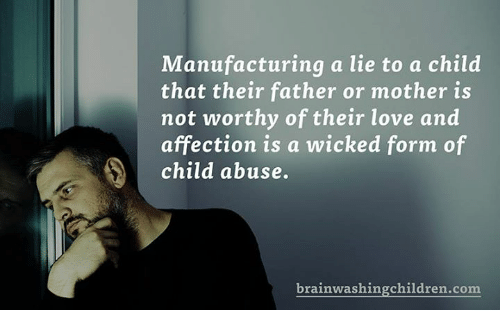 Manufacturing a lie to a child
that their father or mother is
not worthy of their love and
affection is a wicked form of
child abuse.
brainwashingchildren.com